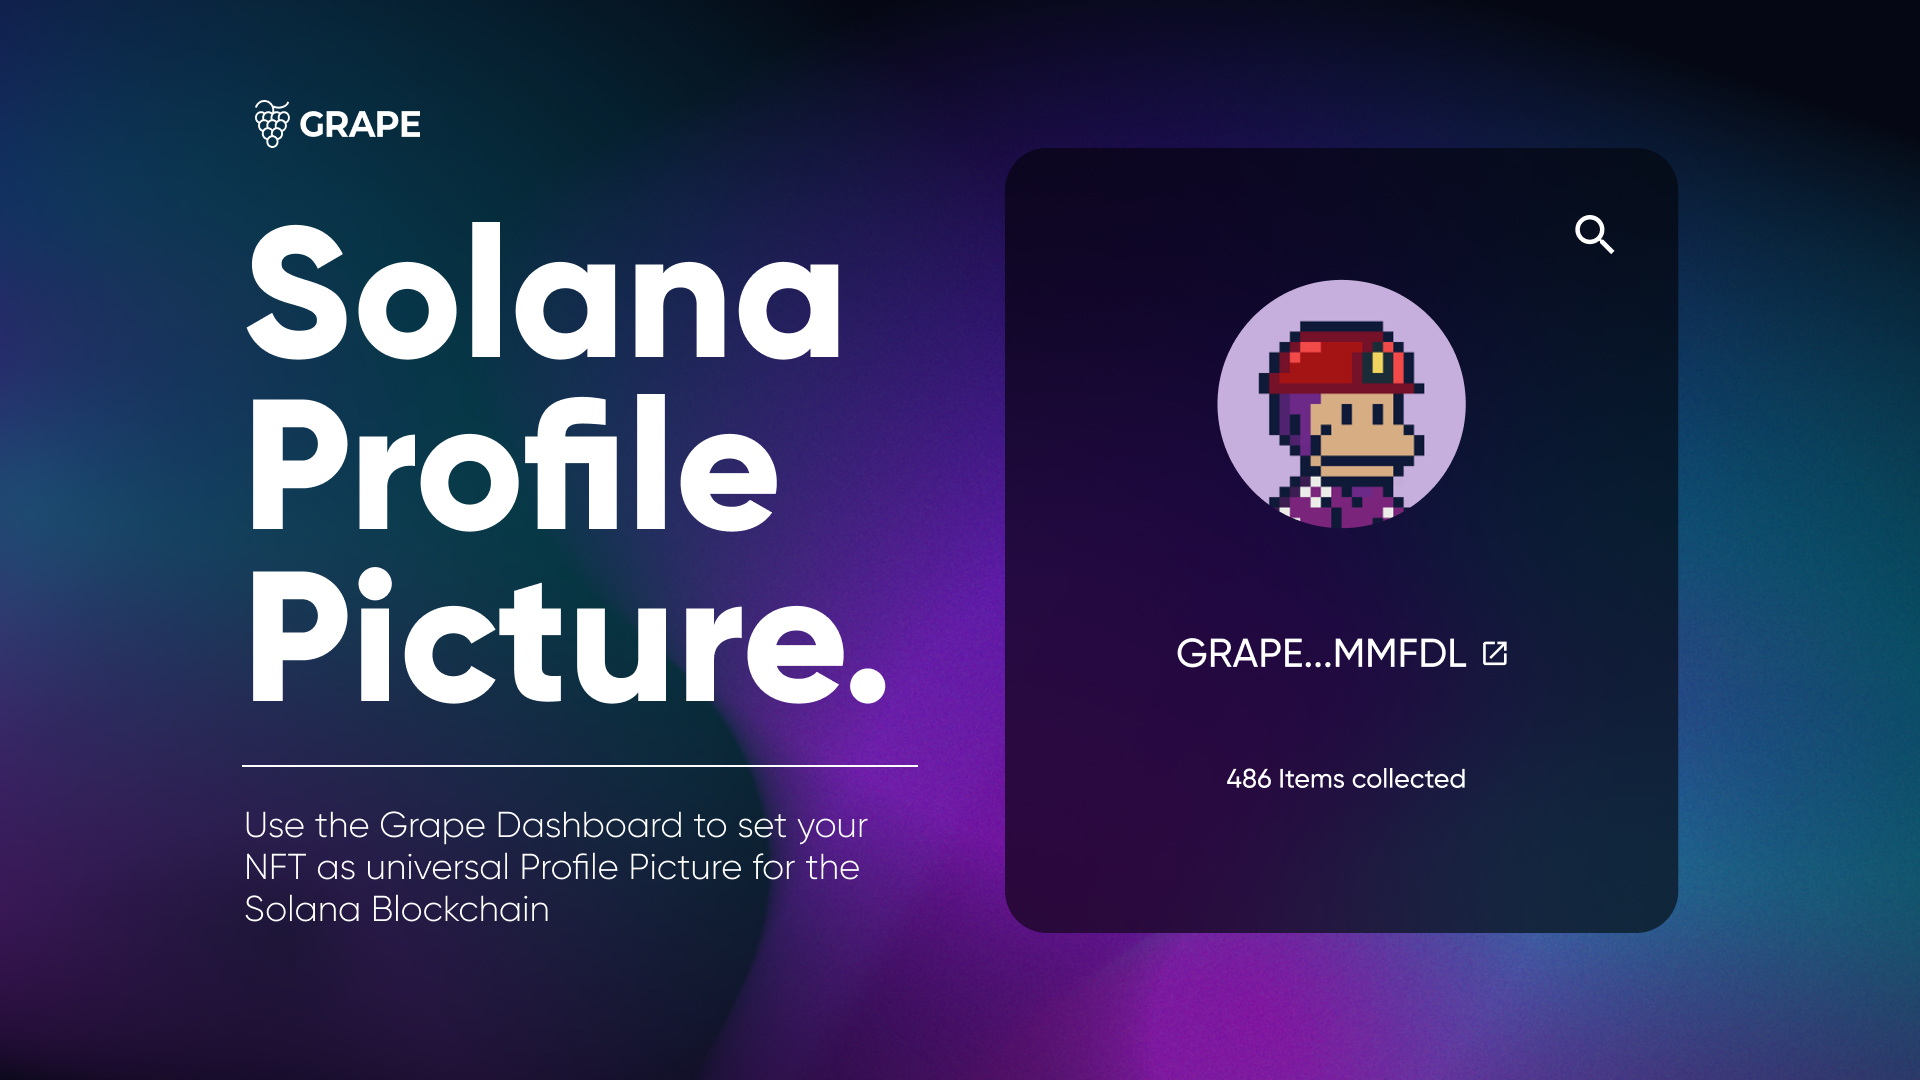 GRAPE
Solana
Profile
Picture.
Use the Grape Dashboard to set your
NFT as universal Profile Picture for the
Solana Blockchain
GRAPE...MMFDL
486 Items collected